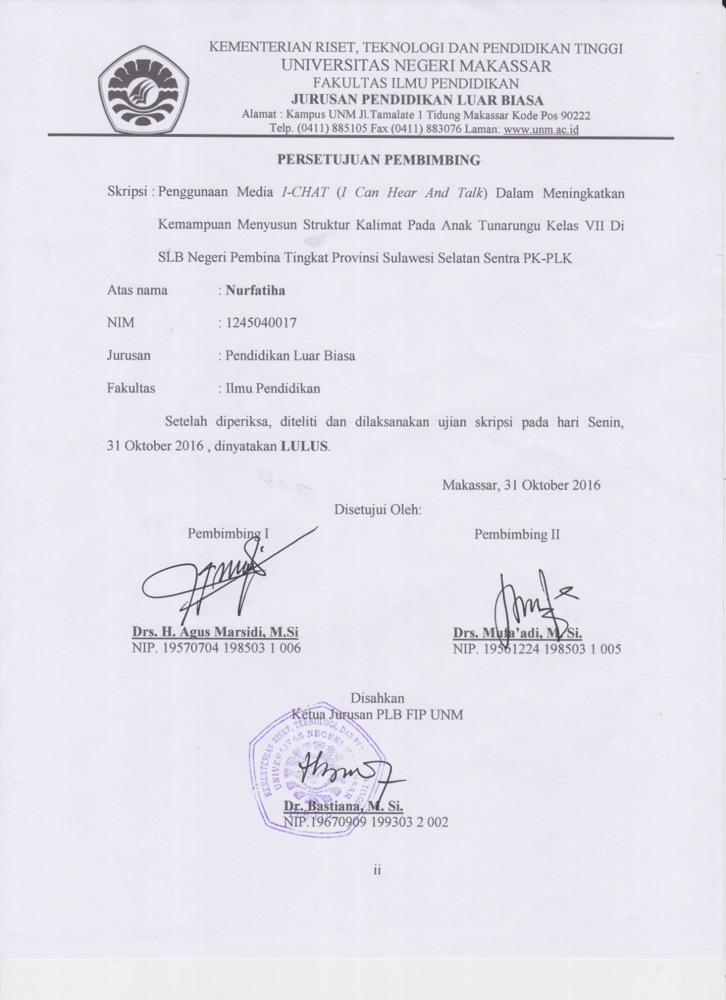 KEMENTERIAN RISET, TEKNOLOGI DAN PENDIDIKAN TINGGI
UNIVERSITAS NEGERI MAKASSAR
FAKULTAS ILMU PENDIDIKAN
JURUSAN PENDIDIKAN LUAR BIASA
Alamat : Kampus UNM Jl.Tamalate 1 Tidung Makassar Kode Pos 90222
Telp. (0411) 885105 Fax (0411) 883076 Laman: www.unm.ac.id
PERSETUJUAN PEMBIMBING
Skripsi : Penggunaan Media I-CHAT (I Can Hear And Talk) Dalam Meningkatkan
Kemampuan Menyusun Struktur Kalimat Pada Anak Tunarungu Kelas VII Di
SLB Negeri Pembina Tingkat Provinsi Sulawesi Selatan Sentra PK-PLK
Atas nama : Nurfatiha
NIM : 1245040017
Jurusan : Pendidikan Luar Biasa
Fakultas : Ilmu Pendidikan
Setelah diperiksa, diteliti dan dilaksanakan ujian skripsi pada hari Senin,
31 Oktober 2016 , dinyatakan LULUS.
Makassar, 31 Oktober 2016
Disetujui Oleh:
Pembimbing I Pembimbing II
Drs. H. Agus Marsidi, M.Si Drs. Mufa’adi, M. Si.
NIP. 19570704 198503 1 006 NIP. 19561224 198503 1 005
Disahkan
Ketua Jurusan PLB FIP UNM
KEMENTERIAN RISET, TEKNOLOGI, DAN
UNIVERSITAS NEGERI
Dr. Bastiana, M. Si.
NIP.19670909 199303 2 002
ii